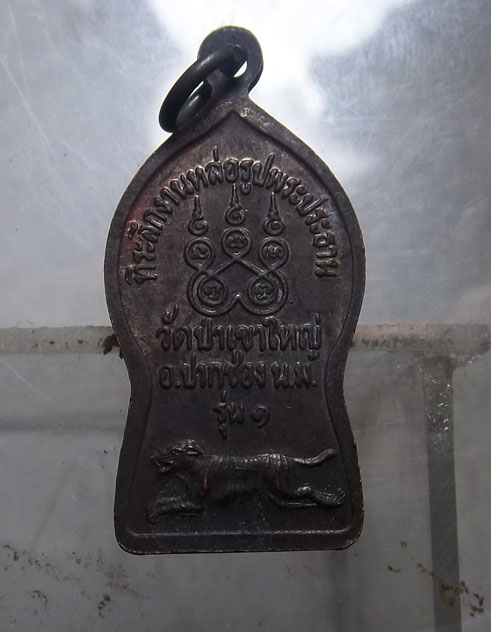 ที่ระลึกงานหล่อรูปพระประธาน
วัดป่าเขาใหญ่
อ.ปากช่อง น.ม.
รุ่น ๑